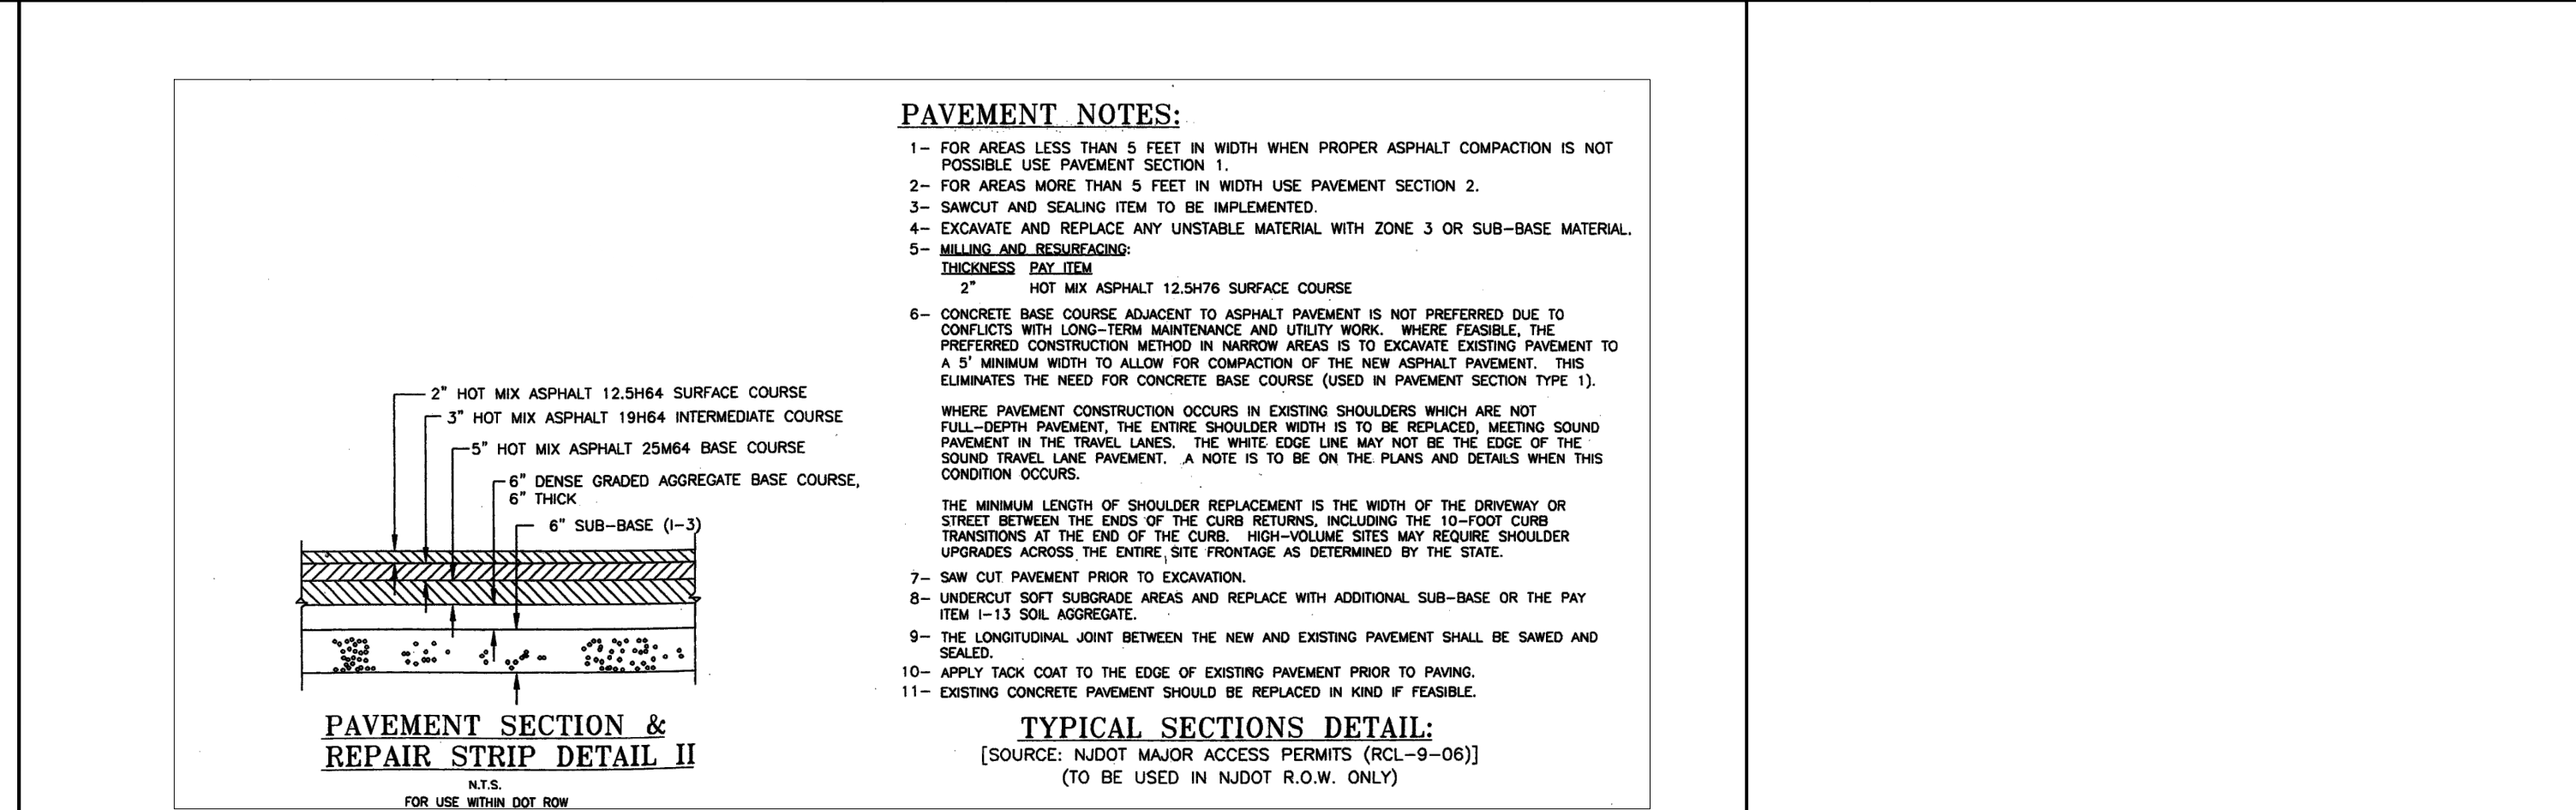 2" HOT MIX ASPHALT 12.5H64 SURFACE COURSE
3" HOT MIX ASPHALT 19H64 INTERMEDIATE COURSE
5" HOT MIX ASPHALT 25M64 BASE COURSE
6" DENSE GRADED AGGREGATE BASE COURSE,
6" THICK
6" SUB-BASE (I-3)
PAVEMENT SECTION &
REPAIR STRIP DETAIL II
N.T.S.
FOR USE WITHIN DOT ROW
PAVEMENT NOTES:
1- FOR AREAS LESS THAN 5 FEET IN WIDTH WHEN PROPER ASPHALT COMPACTION IS NOT
POSSIBLE USE PAVEMENT SECTION 1.
2- FOR AREAS MORE THAN 5 FEET IN WIDTH USE PAVEMENT SECTION 2.
3- SAWCUT AND SEALING ITEM TO BE IMPLEMENTED.
4- EXCAVATE AND REPLACE ANY UNSTABLE MATERIAL WITH ZONE 3 OR SUB-BASE MATERIAL.
5- MILLING AND RESURFACING:
THICKNESS PAY ITEM
2" HOT MIX ASPHALT 12.5H76 SURFACE COURSE
6- CONCRETE BASE COURSE ADJACENT TO ASPHALT PAVEMENT IS NOT PREFERRED DUE TO
CONFLICTS WITH LONG-TERM MAINTENANCE AND UTILITY WORK. WHERE FEASIBLE, THE
PREFERRED CONSTRUCTION METHOD IN NARROW AREAS IS TO EXCAVATE EXISTING PAVEMENT TO
A 5' MINIMUM WIDTH TO ALLOW FOR COMPACTION OF THE NEW ASPHALT PAVEMENT. THIS
ELIMINATES THE NEED FOR CONCRETE BASE COURSE (USED IN PAVEMENT SECTION TYPE 1).
WHERE PAVEMENT CONSTRUCTION OCCURS IN EXISTING SHOULDERS WHICH ARE NOT
FULL-DEPTH PAVEMENT, THE ENTIRE SHOULDER WIDTH IS TO BE REPLACED, MEETING SOUND
PAVEMENT IN THE TRAVEL LANES. THE WHITE EDGE LINE MAY NOT BE THE EDGE OF THE
SOUND TRAVEL LANE PAVEMENT. A NOTE IS TO BE ON THE PLANS AND DETAILS WHEN THIS
CONDITION OCCURS.
THE MINIMUM LENGTH OF SHOULDER REPLACEMENT IS THE WIDTH OF THE DRIVEWAY OR
STREET BETWEEN THE ENDS OF THE CURB RETURNS, INCLUDING THE 10-FOOT CURB
TRANSITIONS AT THE END OF THE CURB. HIGH-VOLUME SITES MAY REQUIRE SHOULDER
UPGRADES ACROSS THE ENTIRE SITE FRONTAGE AS DETERMINED BY THE STATE.
7- SAW CUT PAVEMENT PRIOR TO EXCAVATION.
8- UNDERCUT SOFT SUBGRADE AREAS AND REPLACE WITH ADDITIONAL SUB-BASE OR THE PAY
ITEM I-13 SOIL AGGREGATE.
9- THE LONGITUDINAL JOINT BETWEEN THE NEW AND EXISTING PAVEMENT SHALL BE SAWED AND
SEALED.
10- APPLY TACK COAT TO THE EDGE OF EXISTING PAVEMENT PRIOR TO PAVING.
11- EXISTING CONCRETE PAVEMENT SHOULD BE REPLACED IN KIND IF FEASIBLE.
TYPICAL SECTIONS DETAIL:
[SOURCE: NJDOT MAJOR ACCESS PERMITS (RCL-9-06)]
(TO BE USED IN NJDOT R.O.W. ONLY)